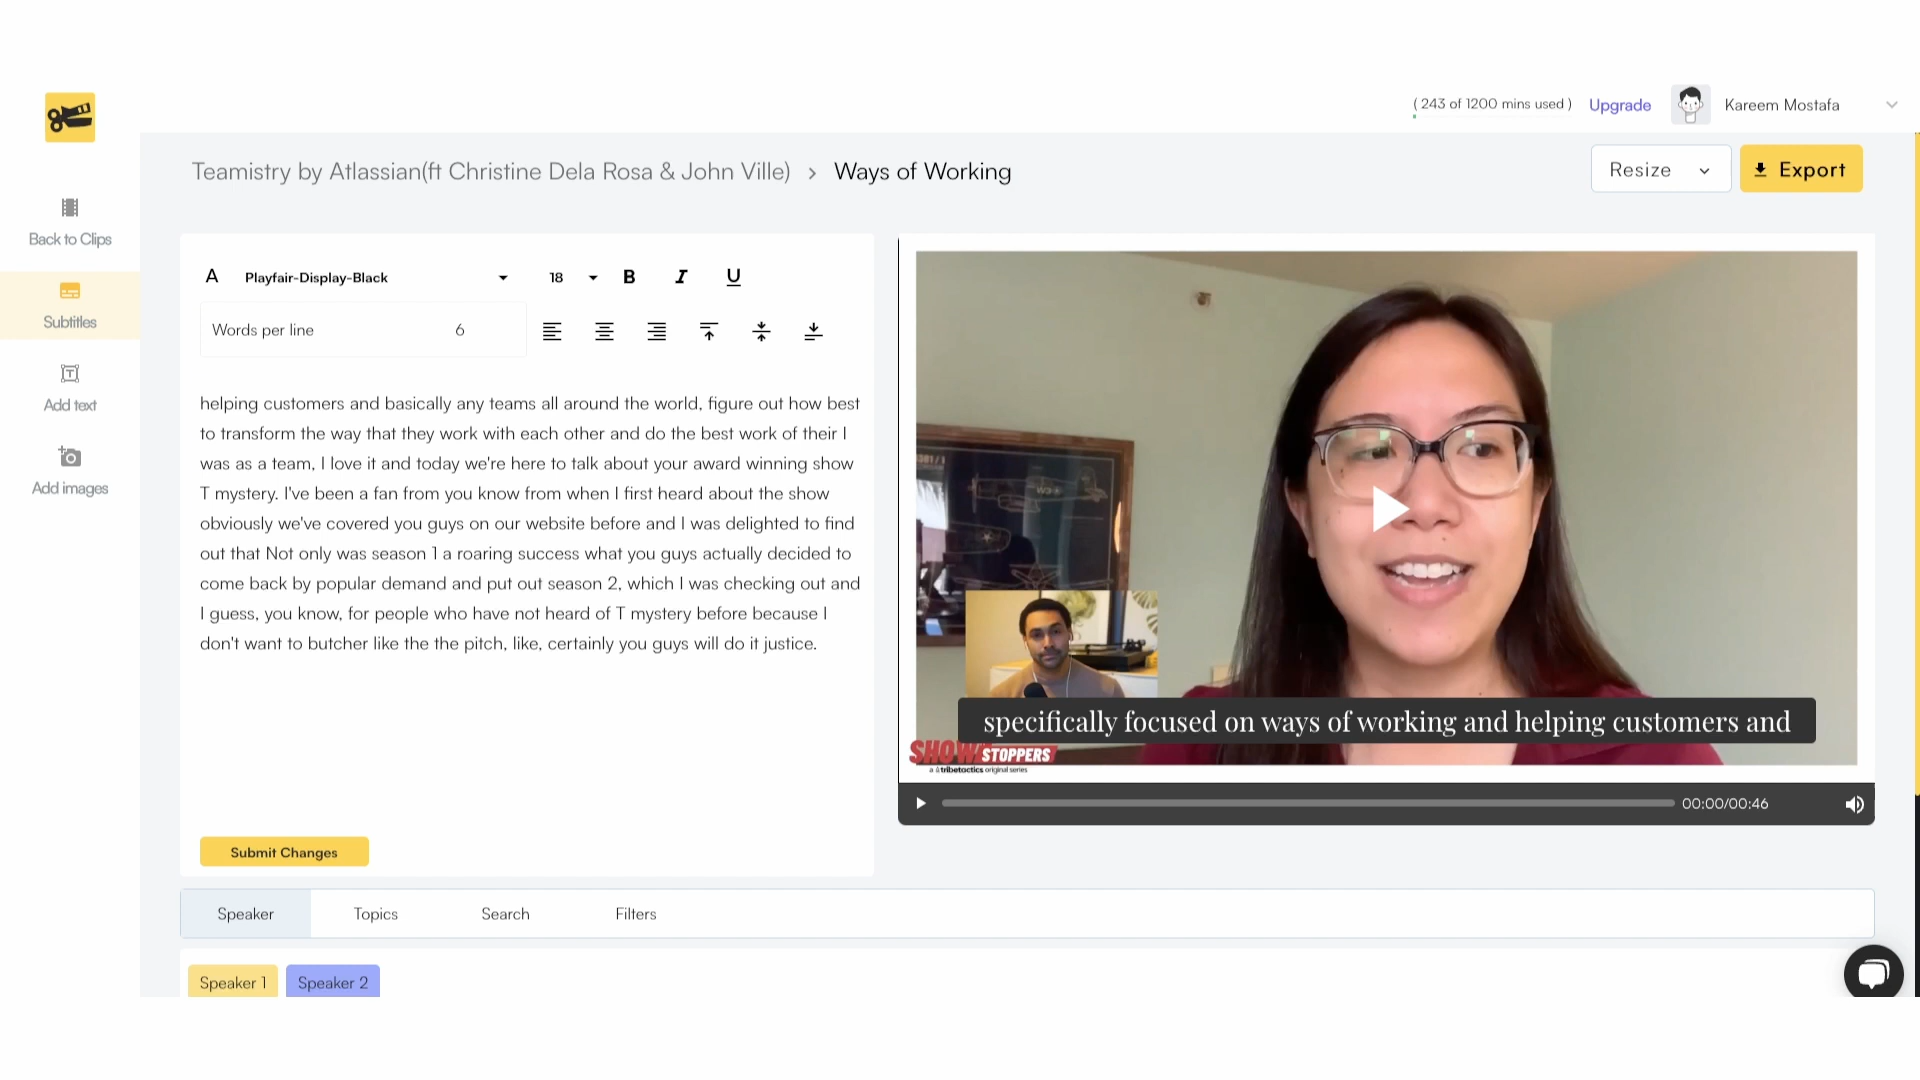 ( 243 of 1200 mins used ) Upgrade Kareem Mostafa
Teamistry by Atlassian(ft Christine Dela Rosa & John Ville) > Ways of Working
Resize
Export
Back to Clips
Subtitles
Add text
Add images
A Playfair-Display-Black 18 B I U
Words per line 6
helping customers and basically any teams all around the world, figure out how best
to transform the way that they work with each other and do the best work of their I
was as a team, I love it and today we're here to talk about your award winning show
T mystery. I've been a fan from you know from when I first heard about the show
obviously we've covered you guys on our website before and I was delighted to find
out that Not only was season 1 a roaring success what you guys actually decided to
come back by popular demand and put out season 2, which I was checking out and
I guess, you know, for people who have not heard of T mystery before because I
don't want to butcher like the the pitch, like, certainly you guys will do it justice.
Submit Changes
specifically focused on ways of working and helping customers and
SHOW STOPPERS
a tribetactics original series
00:00/00:46
Speaker Topics Search Filters
Speaker 1 Speaker 2